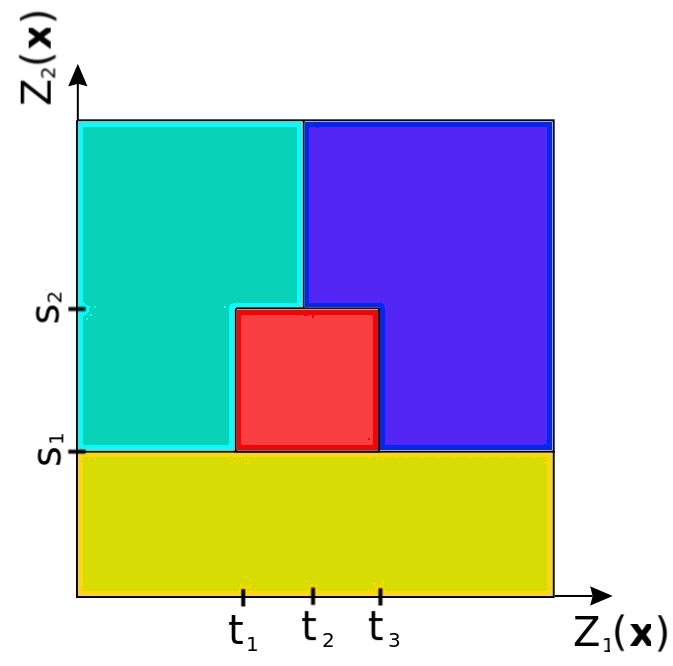 Z₂(x)
S₂
S₁
t₁ t₂ t₃
Z₁(x)